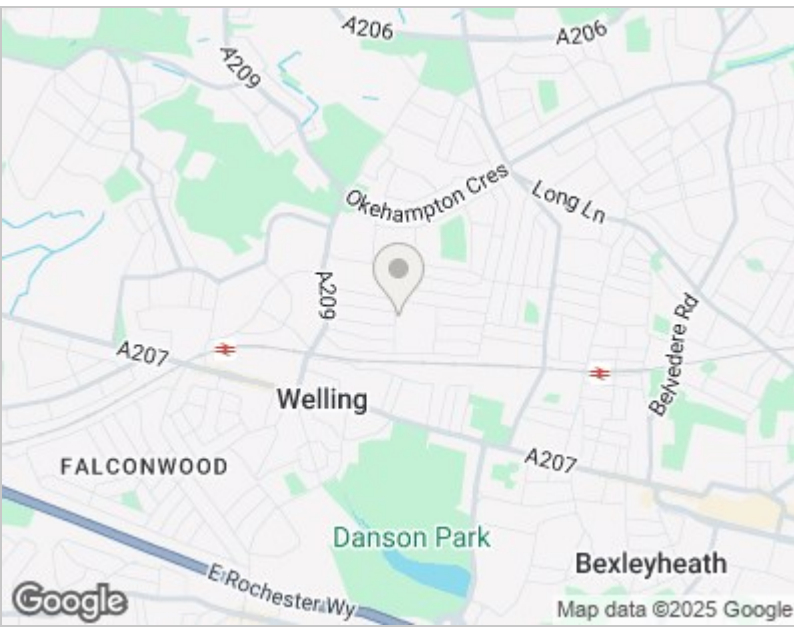 A206
A206
A209
Okehampton Cres
Long Ln
A209
Belvedere Rd
A207
Welling
FALCONWOOD
A207
Danson Park
Bexleyheath
E Rochester Wy
Google
Map data ©2025 Google